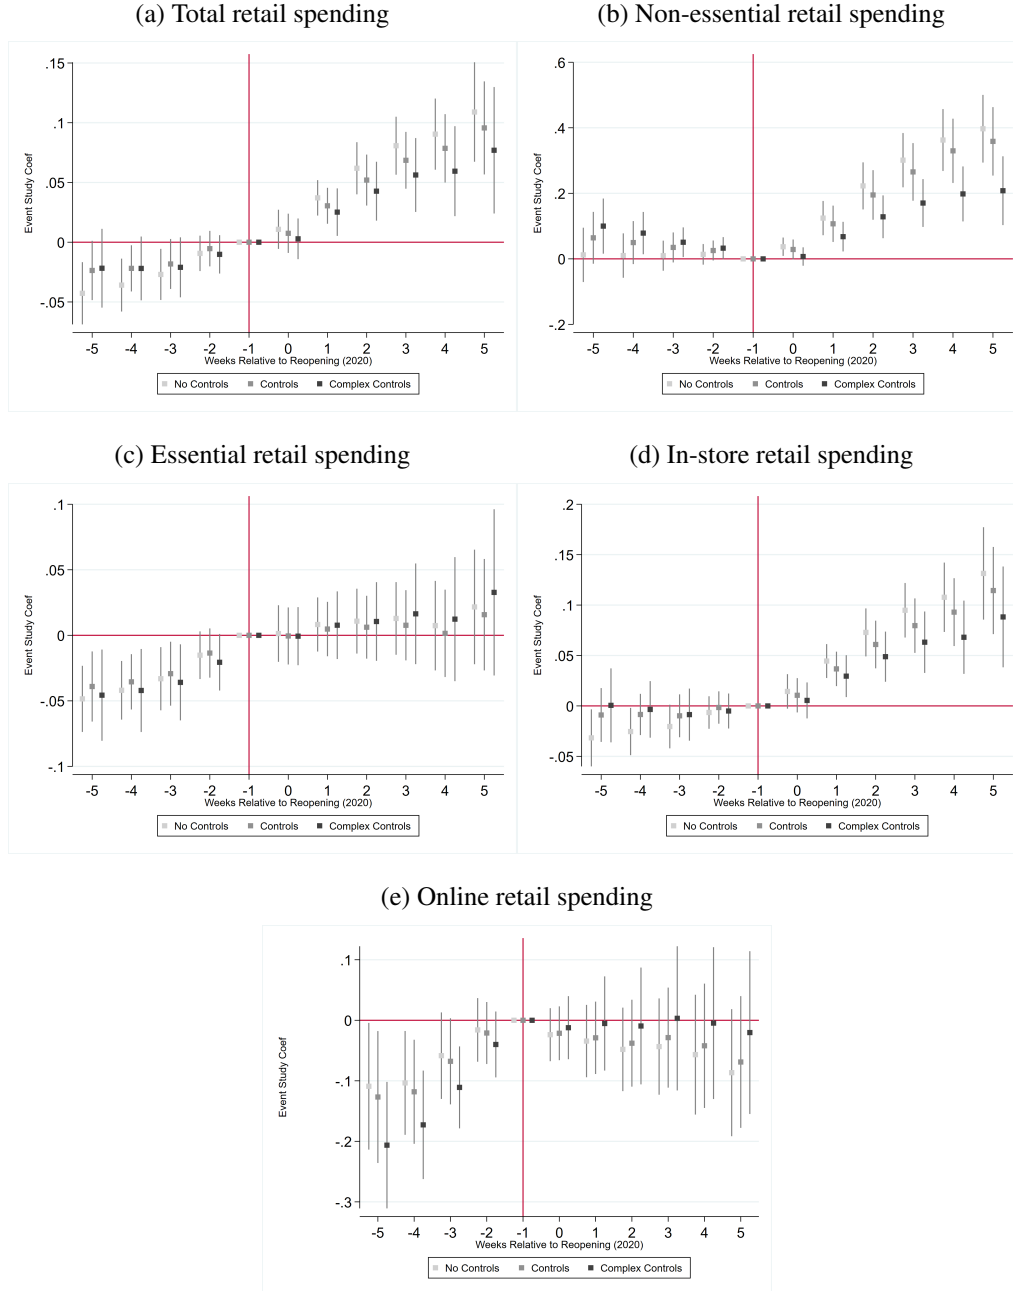 (a) Total retail spending
.15
.1
.05
0
-.05
Event Study Coef
-5 -4 -3 -2 -1 0 1 2 3 4 5
Weeks Relative to Reopening (2020)
No Controls Controls Complex Controls
(b) Non-essential retail spending
.6
.4
.2
0
-.2
Event Study Coef
-5 -4 -3 -2 -1 0 1 2 3 4 5
Weeks Relative to Reopening (2020)
No Controls Controls Complex Controls
(c) Essential retail spending
.1
.05
0
-.05
-.1
Event Study Coef
-5 -4 -3 -2 -1 0 1 2 3 4 5
Weeks Relative to Reopening (2020)
No Controls Controls Complex Controls
(d) In-store retail spending
.2
.15
.1
.05
0
-.05
Event Study Coef
-5 -4 -3 -2 -1 0 1 2 3 4 5
Weeks Relative to Reopening (2020)
No Controls Controls Complex Controls
(e) Online retail spending
.1
0
-.1
-.2
-.3
Event Study Coef
-5 -4 -3 -2 -1 0 1 2 3 4 5
Weeks Relative to Reopening (2020)
No Controls Controls Complex Controls